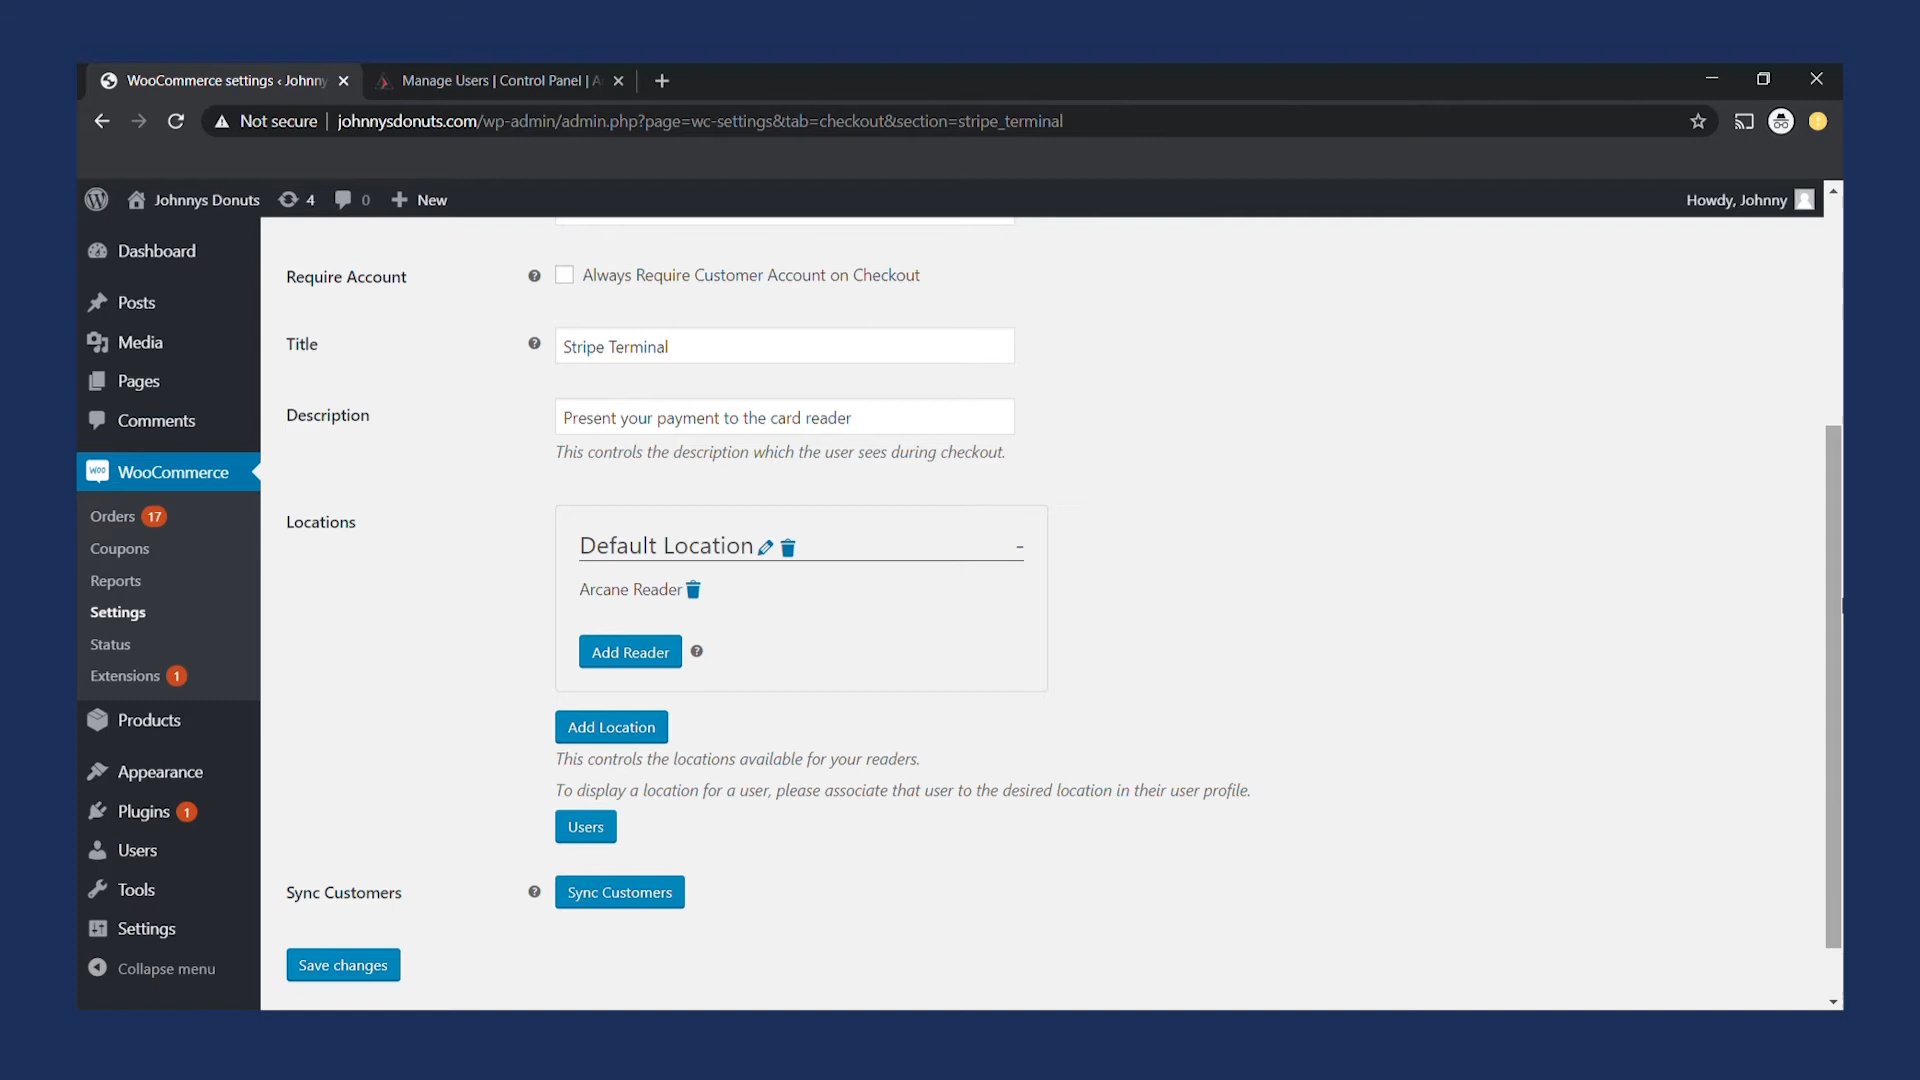 WooCommerce settings ‹ Johnny
Manage Users | Control Panel | A
Not secure | johnnysdonuts.com/wp-admin/admin.php?page=wc-settings&tab=checkout&section=stripe_terminal
Johnnys Donuts 4 0 New
Howdy, Johnny
Dashboard
Posts
Media
Pages
Comments
WOO WooCommerce
Orders 17
Coupons
Reports
Settings
Status
Extensions 1
Products
Appearance
Plugins 1
Users
Tools
Settings
Collapse menu
Require Account
Always Require Customer Account on Checkout
Title
Stripe Terminal
Description
Present your payment to the card reader
This controls the description which the user sees during checkout.
Locations
Default Location -
Arcane Reader
Add Reader
Add Location
This controls the locations available for your readers.
To display a location for a user, please associate that user to the desired location in their user profile.
Users
Sync Customers
Sync Customers
Save changes